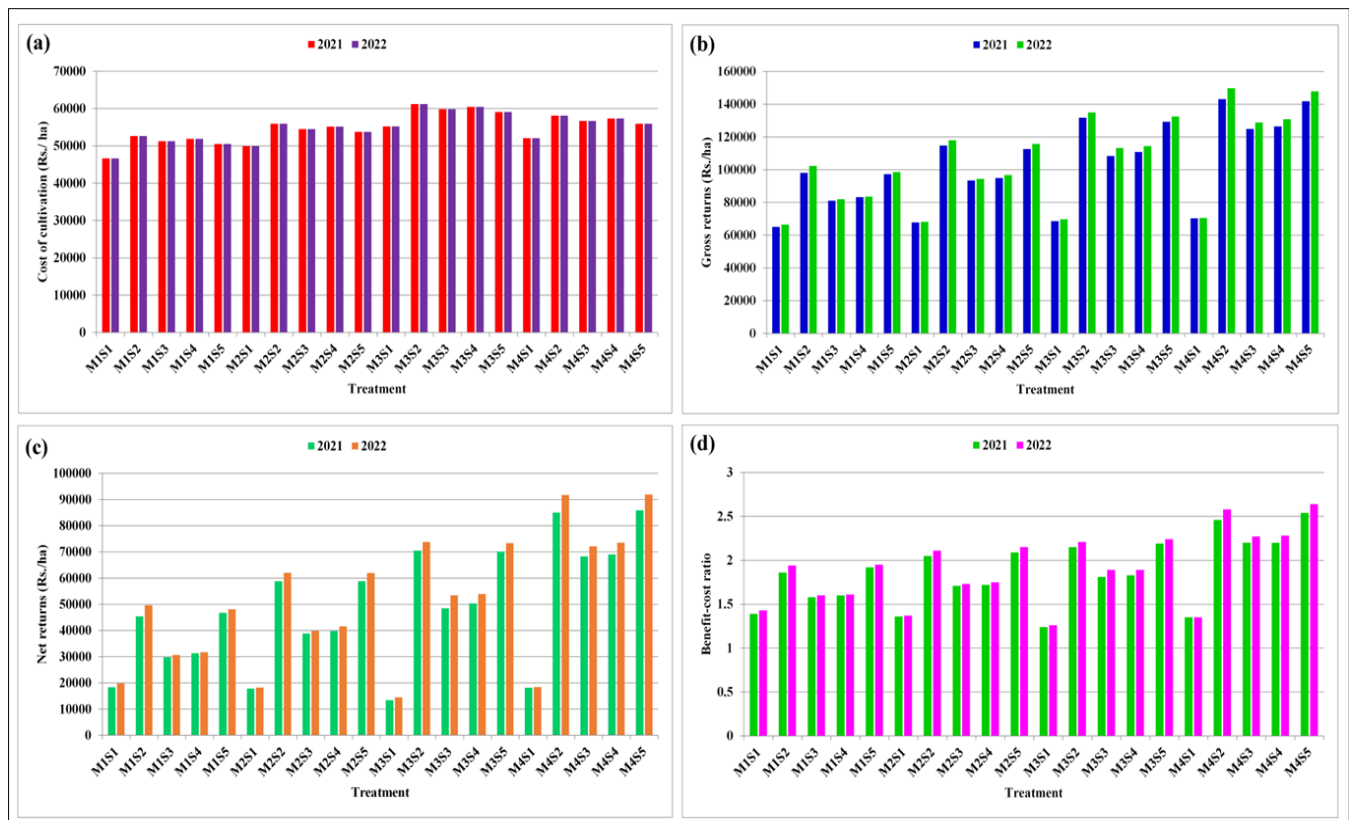 (a)
2021 2022
Cost of cultivation (Rs./ ha)
70000
60000
50000
40000
30000
20000
10000
0
M1S1 M1S2 M1S3 M1S4 M1S5 M2S1 M2S2 M2S3 M2S4 M2S5 M3S1 M3S2 M3S3 M3S4 M3S5 M4S1 M4S2 M4S3 M4S4 M4S5
Treatment
(b)
2021 2022
Gross returns (Rs./ha)
160000
140000
120000
100000
80000
60000
40000
20000
0
M1S1 M1S2 M1S3 M1S4 M1S5 M2S1 M2S2 M2S3 M2S4 M2S5 M3S1 M3S2 M3S3 M3S4 M3S5 M4S1 M4S2 M4S3 M4S4 M4S5
Treatment
(c)
2021 2022
Net returns (Rs./ha)
100000
90000
80000
70000
60000
50000
40000
30000
20000
10000
0
M1S1 M1S2 M1S3 M1S4 M1S5 M2S1 M2S2 M2S3 M2S4 M2S5 M3S1 M3S2 M3S3 M3S4 M3S5 M4S1 M4S2 M4S3 M4S4 M4S5
Treatment
(d)
2021 2022
Benefit-cost ratio
3
2.5
2
1.5
1
0.5
0
M1S1 M1S2 M1S3 M1S4 M1S5 M2S1 M2S2 M2S3 M2S4 M2S5 M3S1 M3S2 M3S3 M3S4 M3S5 M4S1 M4S2 M4S3 M4S4 M4S5
Treatment